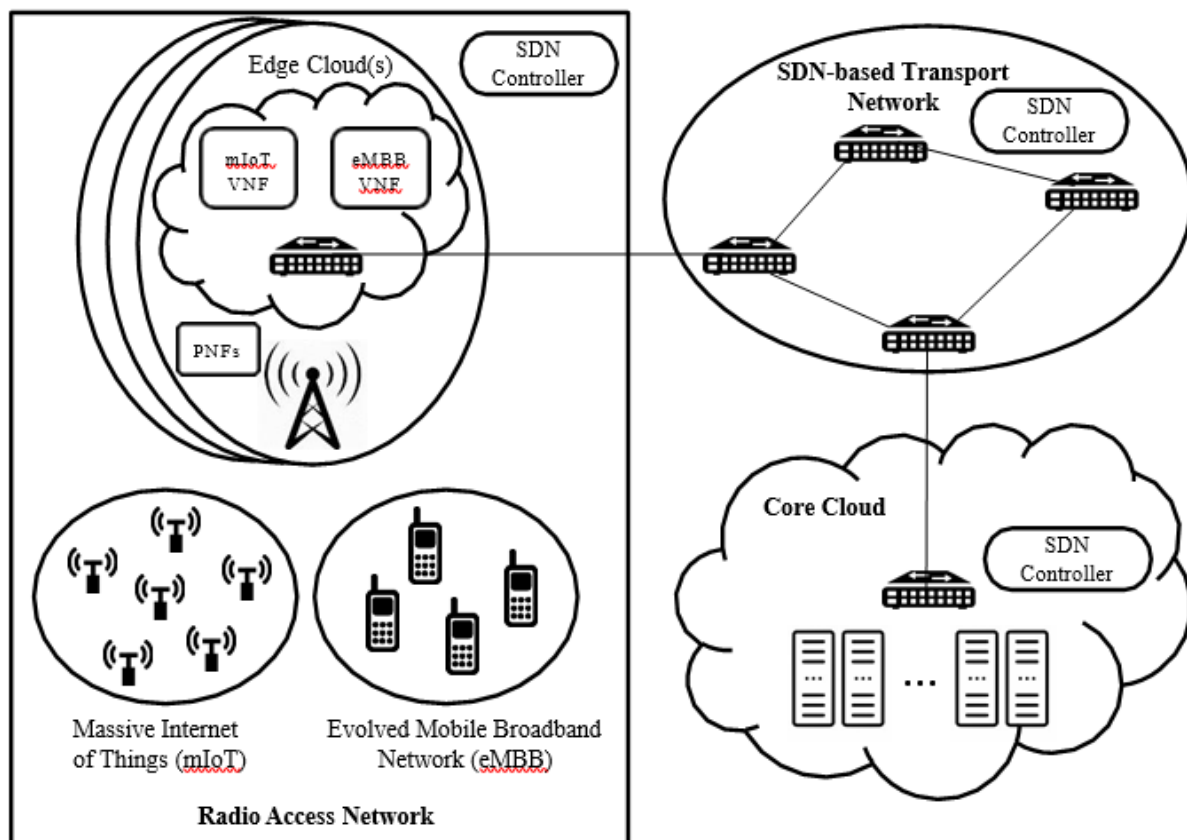 Edge Cloud(s)
SDN
Controller
mIoT
VNF
eMBB
VNF
PNFs
Massive Internet
of Things (mIoT)
Evolved Mobile Broadband
Network (eMBB)
Radio Access Network
SDN-based Transport
Network
SDN
Controller
Core Cloud
SDN
Controller
...
...
...
...
...